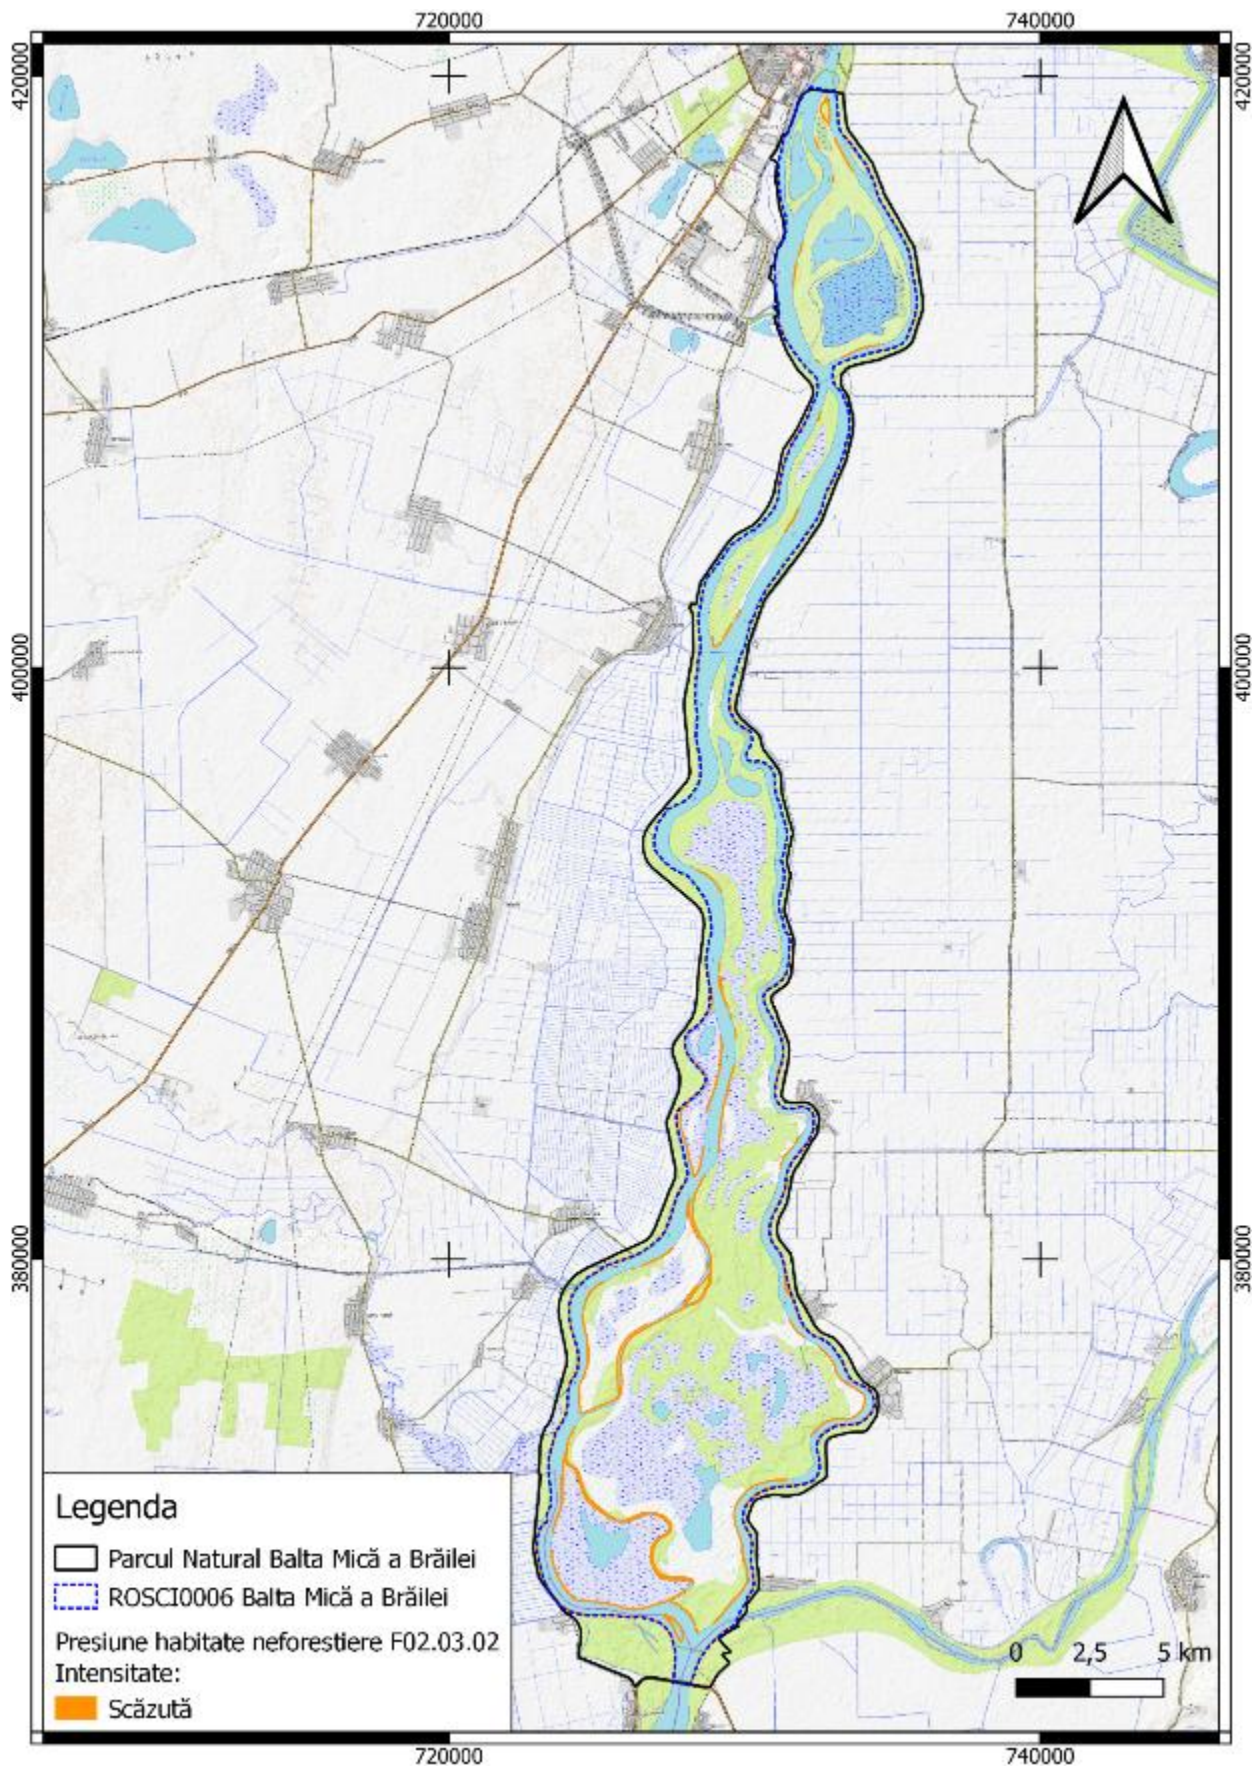 720000 740000
420000 420000
400000 400000
380000 380000
Legenda
Parcul Natural Balta Mică a Brăilei
ROSCI0006 Balta Mică a Brăilei
Presiune habitate neforestiere F02.03.02
Intensitate:
Scăzută
0 2,5 5 km
720000 740000